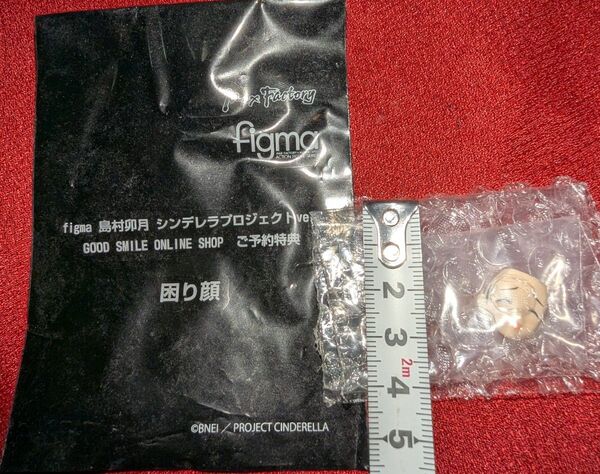 Factory
figma
figma 島村卯月 シンデレラプロジェクトve
GOOD SMILE ONLINE SHOP ご予約特典
困り顔
©BNEI／PROJECT CINDERELLA
2
3
2m
4
5